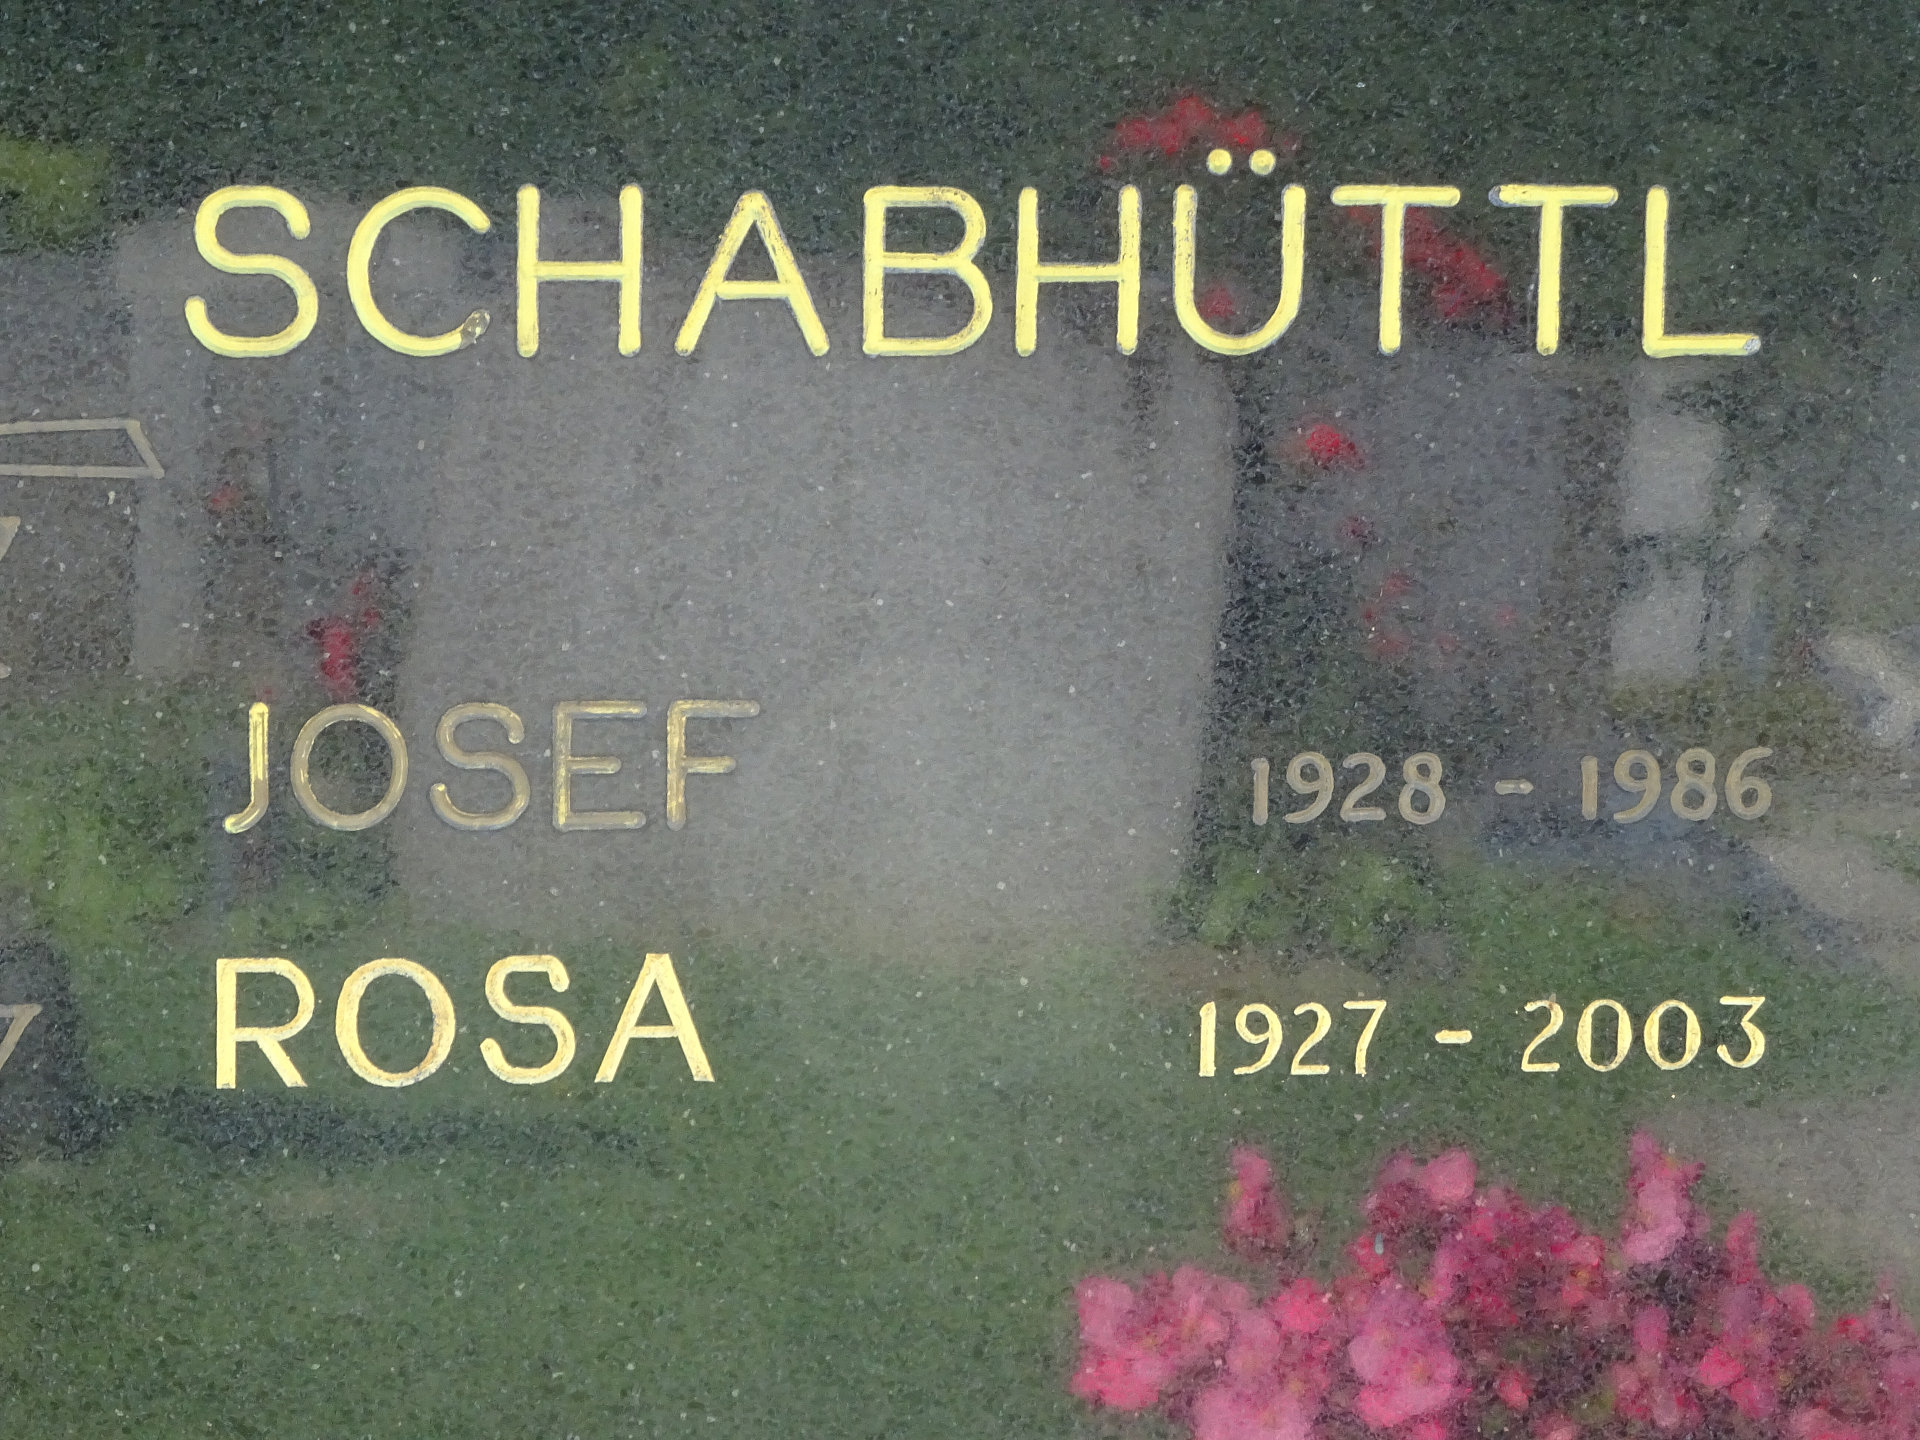 SCHABHÜTTL
JOSEF 1928 - 1986
ROSA 1927 - 2003